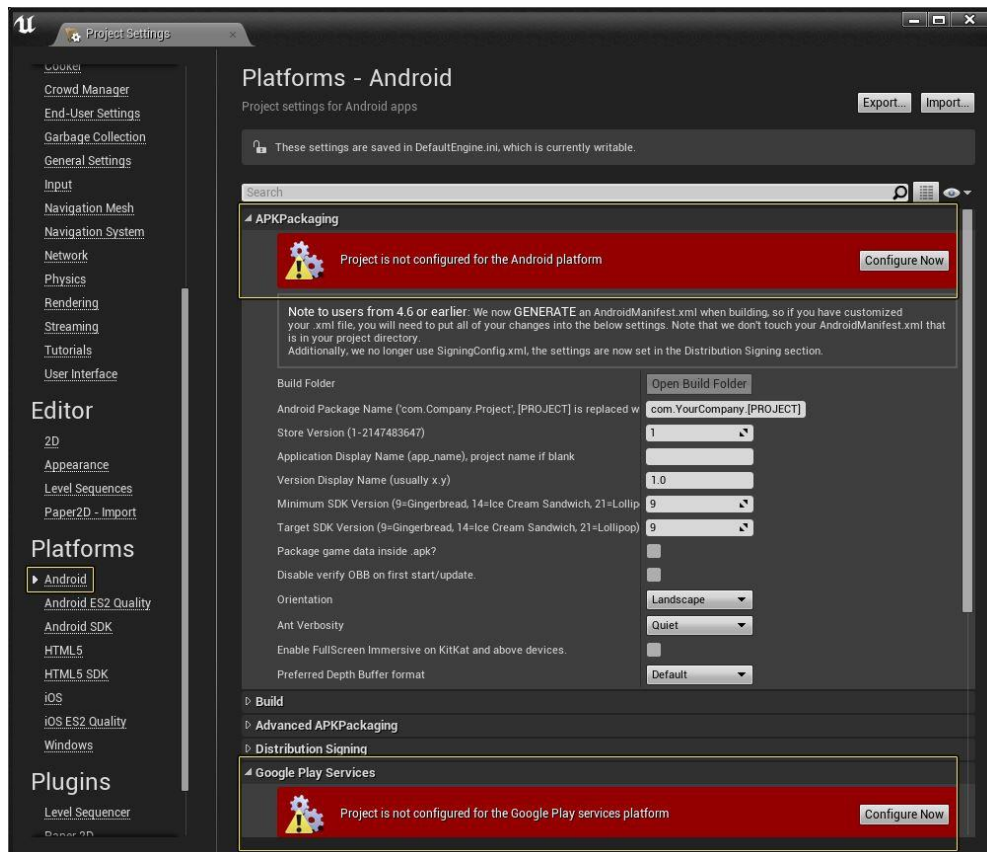 Project Settings
Cooker
Crowd Manager
End-User Settings
Garbage Collection
General Settings
Input
Navigation Mesh
Navigation System
Network
Physics
Rendering
Streaming
Tutorials
User Interface
Editor
2D
Appearance
Level Sequences
Paper2D - Import
Platforms
Android
Android ES2 Quality
Android SDK
HTML5
HTML5 SDK
iOS
iOS ES2 Quality
Windows
Plugins
Level Sequencer
Paper 2D
Platforms - Android
Project settings for Android apps
Export... Import...
These settings are saved in DefaultEngine.ini, which is currently writable.
Search
APKPackaging
Project is not configured for the Android platform Configure Now
Note to users from 4.6 or earlier: We now GENERATE an AndroidManifest.xml when building, so if you have customized
your .xml file, you will need to put all of your changes into the below settings. Note that we don't touch your AndroidManifest.xml that
is in your project directory.
Additionally, we no longer use SigningConfig.xml, the settings are now set in the Distribution Signing section.
Build Folder Open Build Folder
Android Package Name ('com.Company.Project', [PROJECT] is replaced w com.YourCompany.[PROJECT]
Store Version (1-2147483647) 1
Application Display Name (app_name), project name if blank
Version Display Name (usually x.y) 1.0
Minimum SDK Version (9=Gingerbread, 14=Ice Cream Sandwich, 21=Lollip 9
Target SDK Version (9=Gingerbread, 14=Ice Cream Sandwich, 21=Lollipop) 9
Package game data inside .apk?
Disable verify OBB on first start/update.
Orientation Landscape
Ant Verbosity Quiet
Enable FullScreen Immersive on KitKat and above devices.
Preferred Depth Buffer format Default
Build
Advanced APKPackaging
Distribution Signing
Google Play Services
Project is not configured for the Google Play services platform Configure Now